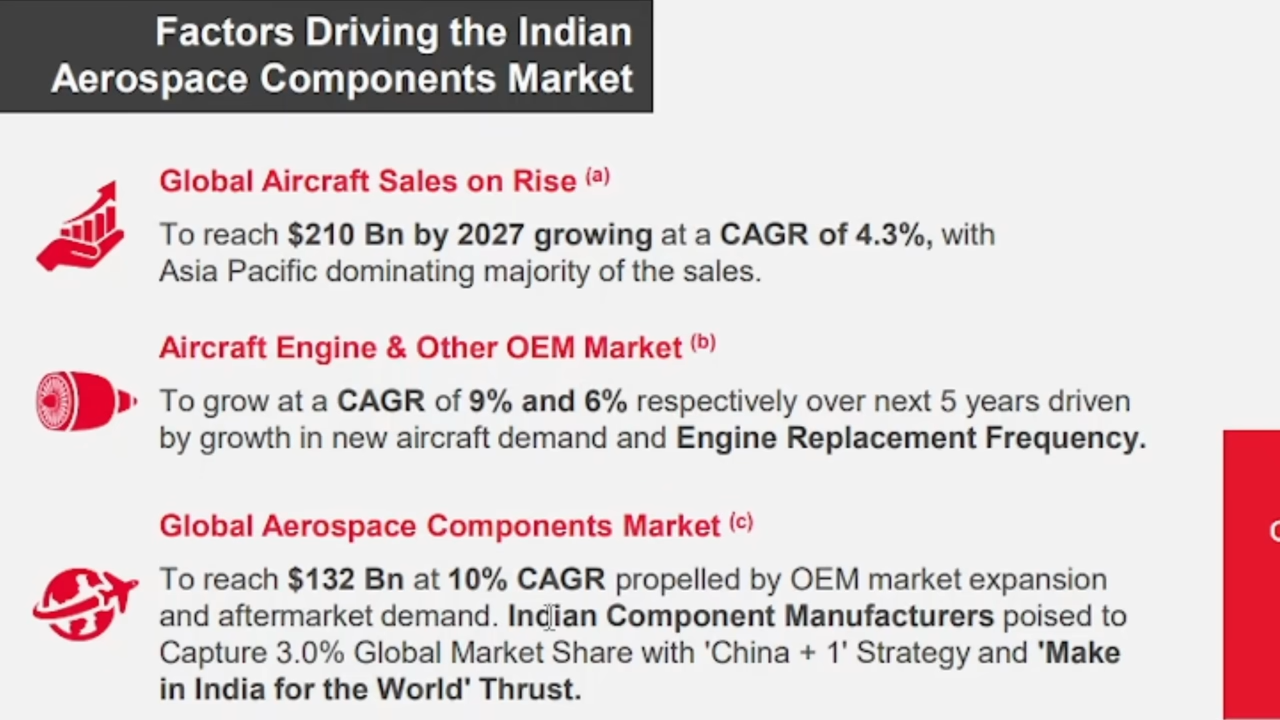 Factors Driving the Indian
Aerospace Components Market
Global Aircraft Sales on Rise (a)
To reach $210 Bn by 2027 growing at a CAGR of 4.3%, with
Asia Pacific dominating majority of the sales.
Aircraft Engine & Other OEM Market (b)
To grow at a CAGR of 9% and 6% respectively over next 5 years driven
by growth in new aircraft demand and Engine Replacement Frequency.
Global Aerospace Components Market (c)
To reach $132 Bn at 10% CAGR propelled by OEM market expansion
and aftermarket demand. Indian Component Manufacturers poised to
Capture 3.0% Global Market Share with 'China + 1' Strategy and 'Make
in India for the World' Thrust.